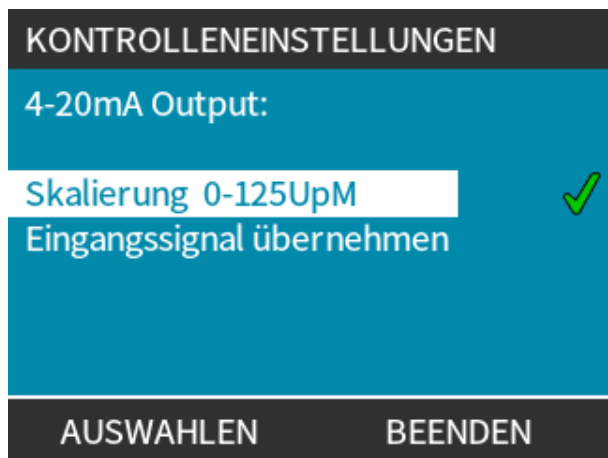 KONTROLLENEINSTELLUNGEN
4-20mA Output:
Skalierung 0-125UpM
Eingangssignal übernehmen
AUSWAHLEN BEENDEN